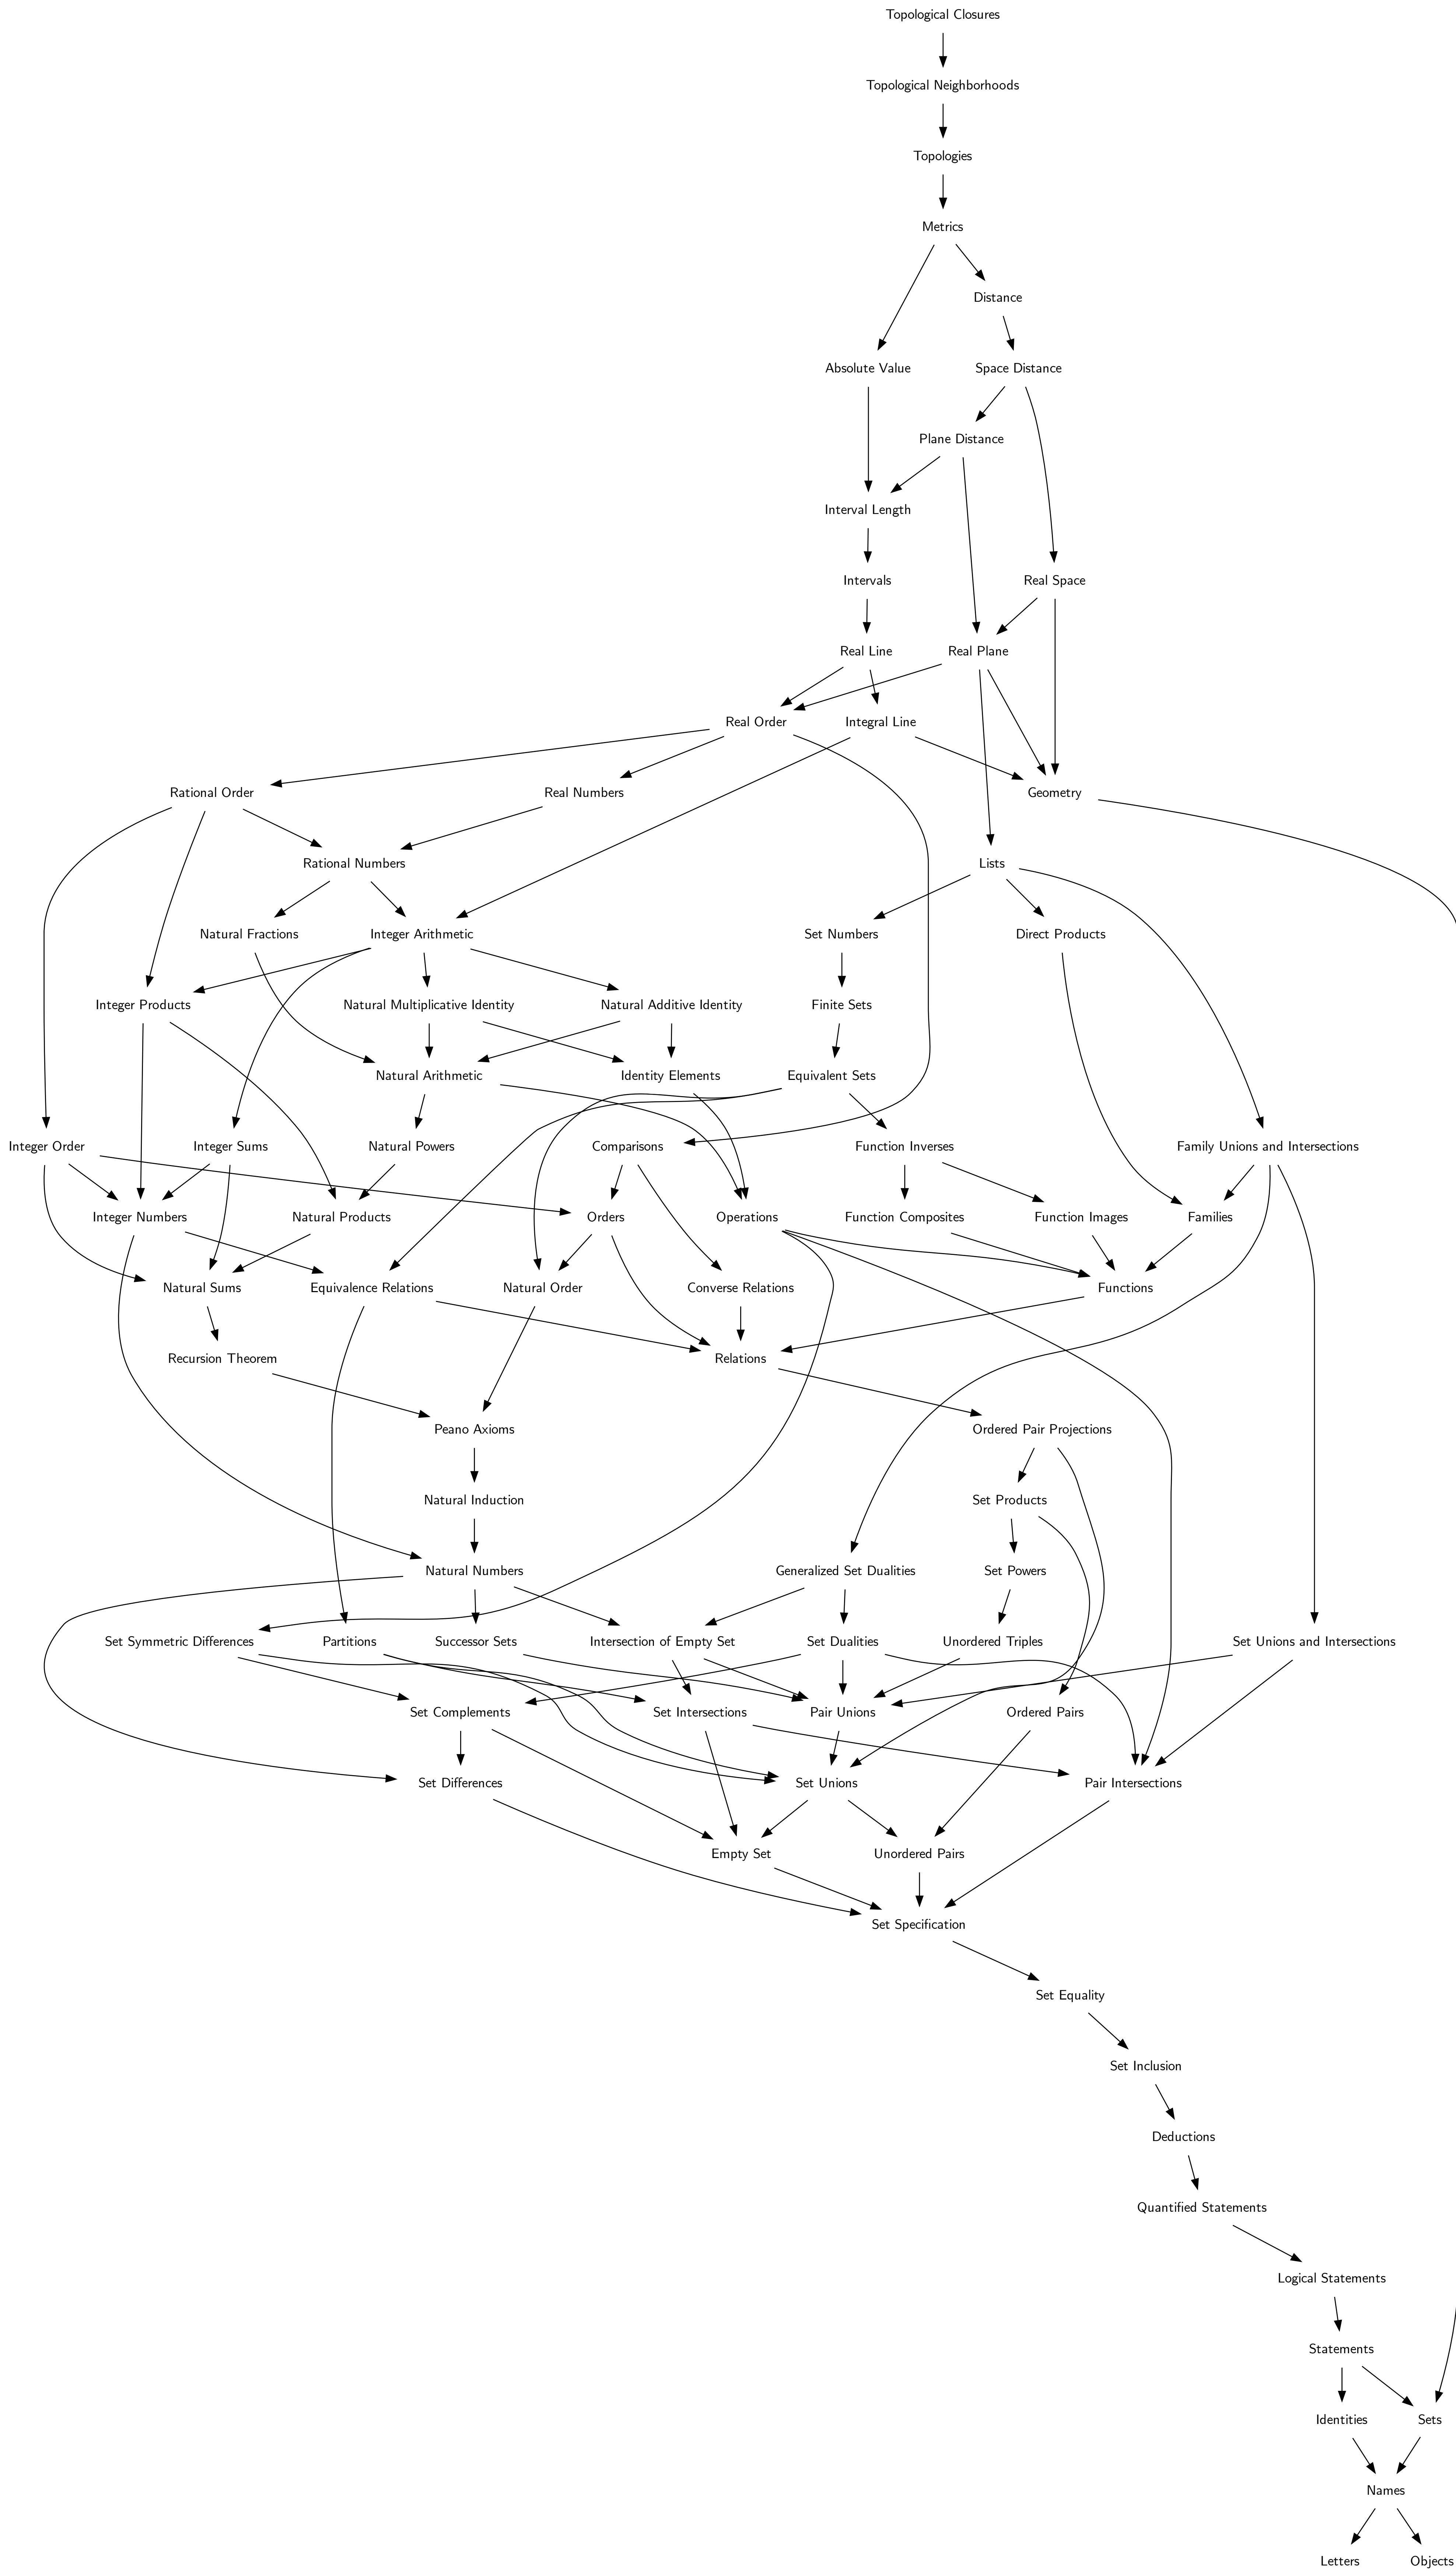 Topological Closures
Topological Neighborhoods
Topologies
Metrics
Distance
Absolute Value
Space Distance
Plane Distance
Interval Length
Intervals
Real Space
Real Line
Real Plane
Real Order
Integral Line
Rational Order
Real Numbers
Geometry
Rational Numbers
Lists
Natural Fractions
Integer Arithmetic
Set Numbers
Direct Products
Integer Products
Natural Multiplicative Identity
Natural Additive Identity
Finite Sets
Natural Arithmetic
Identity Elements
Equivalent Sets
Integer Order
Integer Sums
Natural Powers
Comparisons
Function Inverses
Family Unions and Intersections
Integer Numbers
Natural Products
Orders
Operations
Function Composites
Function Images
Families
Natural Sums
Equivalence Relations
Natural Order
Converse Relations
Functions
Recursion Theorem
Relations
Peano Axioms
Ordered Pair Projections
Natural Induction
Set Products
Natural Numbers
Generalized Set Dualities
Set Powers
Set Symmetric Differences
Partitions
Successor Sets
Intersection of Empty Set
Set Dualities
Unordered Triples
Set Unions and Intersections
Set Complements
Set Intersections
Pair Unions
Ordered Pairs
Set Differences
Set Unions
Pair Intersections
Empty Set
Unordered Pairs
Set Specification
Set Equality
Set Inclusion
Deductions
Quantified Statements
Logical Statements
Statements
Identities
Sets
Names
Letters
Objects